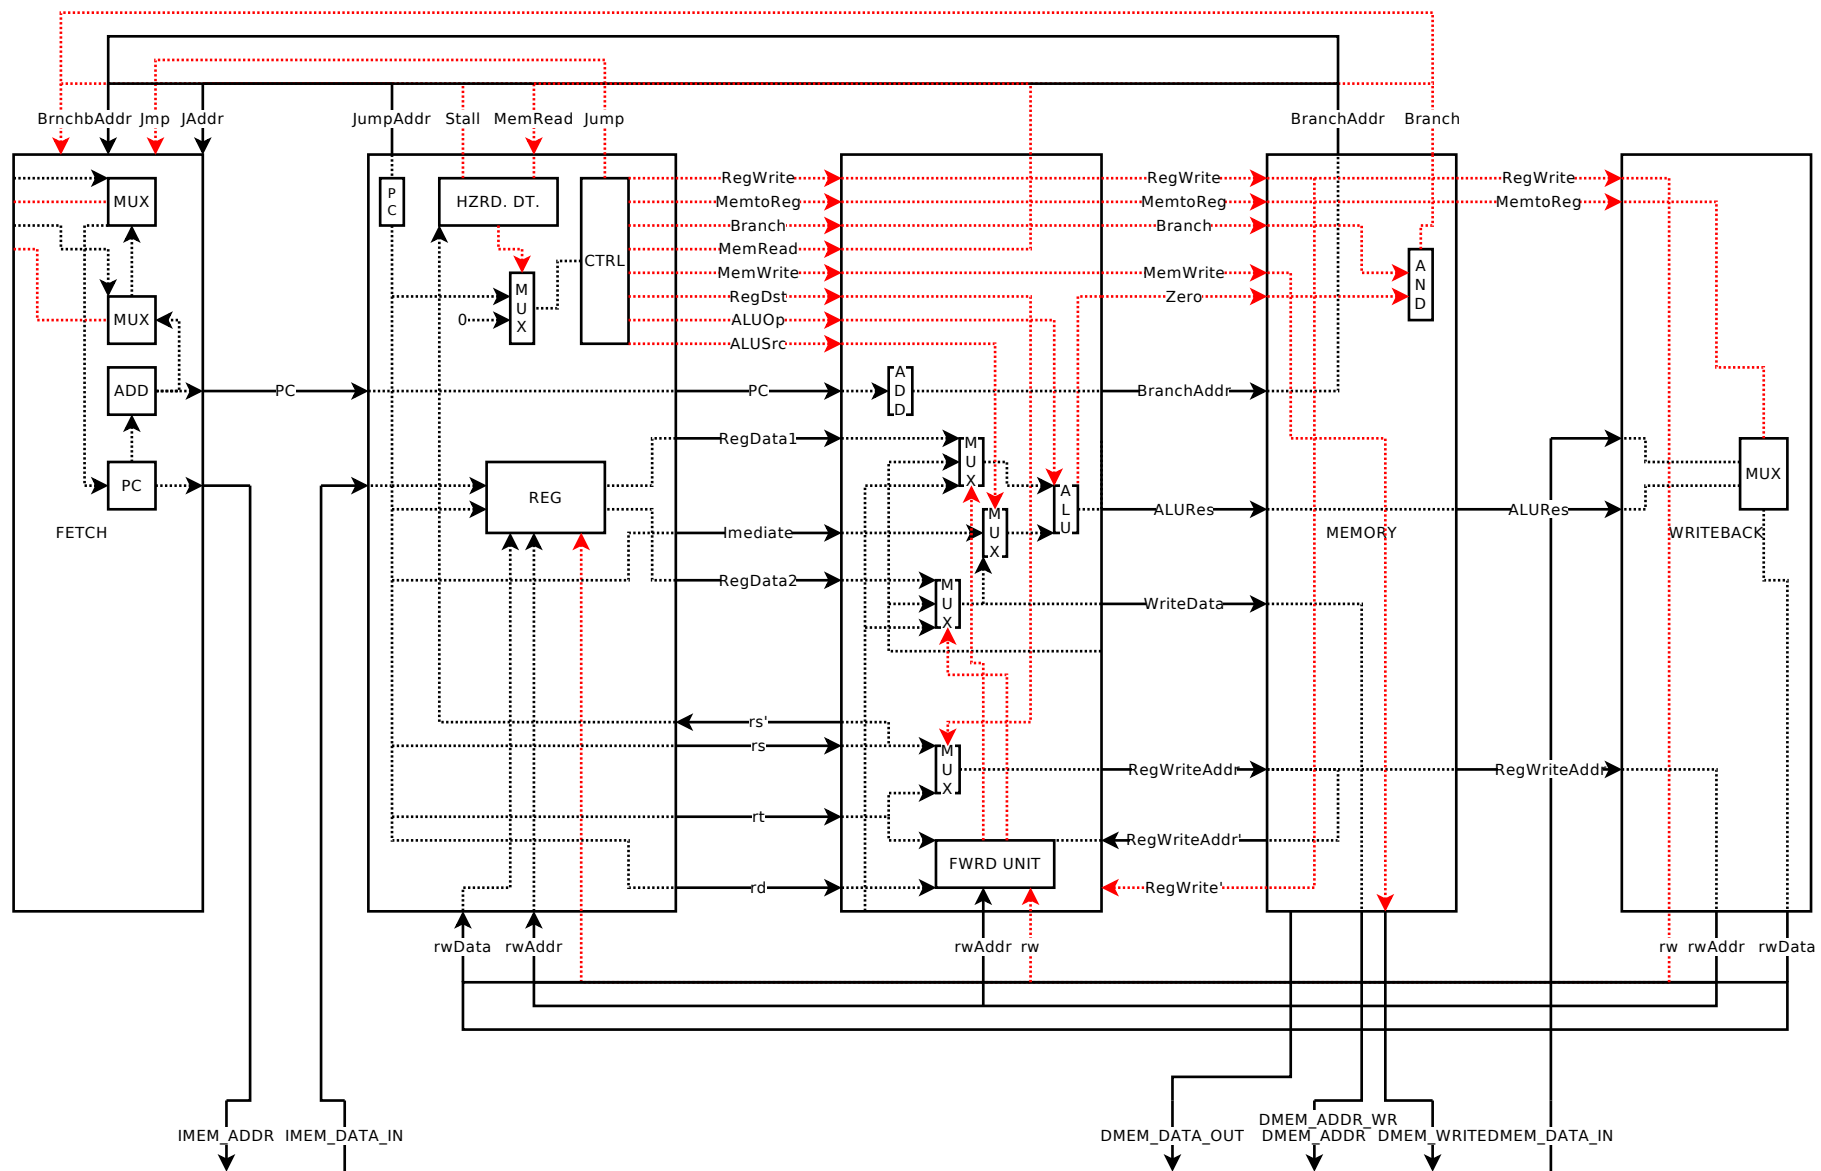 BrnchbAddr Jmp JAddr JumpAddr Stall MemRead Jump BranchAddr Branch
MUX
P
C
HZRD. DT.
CTRL
RegWrite
MemtoReg
Branch
MemRead
MemWrite
RegDst
ALUOp
ALUSrc
RegWrite
MemtoReg
Branch
MemWrite
Zero
A
N
D
RegWrite
MemtoReg
MUX
M
U
X
0
ADD
PC
PC
A
D
D
BranchAddr
PC
FETCH
REG
RegData1
Imediate
RegData2
M
U
X
M
U
X
A
L
U
M
U
X
ALURes
WriteData
MEMORY
ALURes
MUX
WRITEBACK
rs'
rs
rt
rd
M
U
X
FWRD UNIT
RegWriteAddr
RegWriteAddr'
RegWrite'
RegWriteAddr
rwData rwAddr rwAddr rw rw rwAddr rwData
IMEM_ADDR IMEM_DATA_IN
DMEM_ADDR_WR
DMEM_DATA_OUT DMEM_ADDR DMEM_WRITE DMEM_DATA_IN